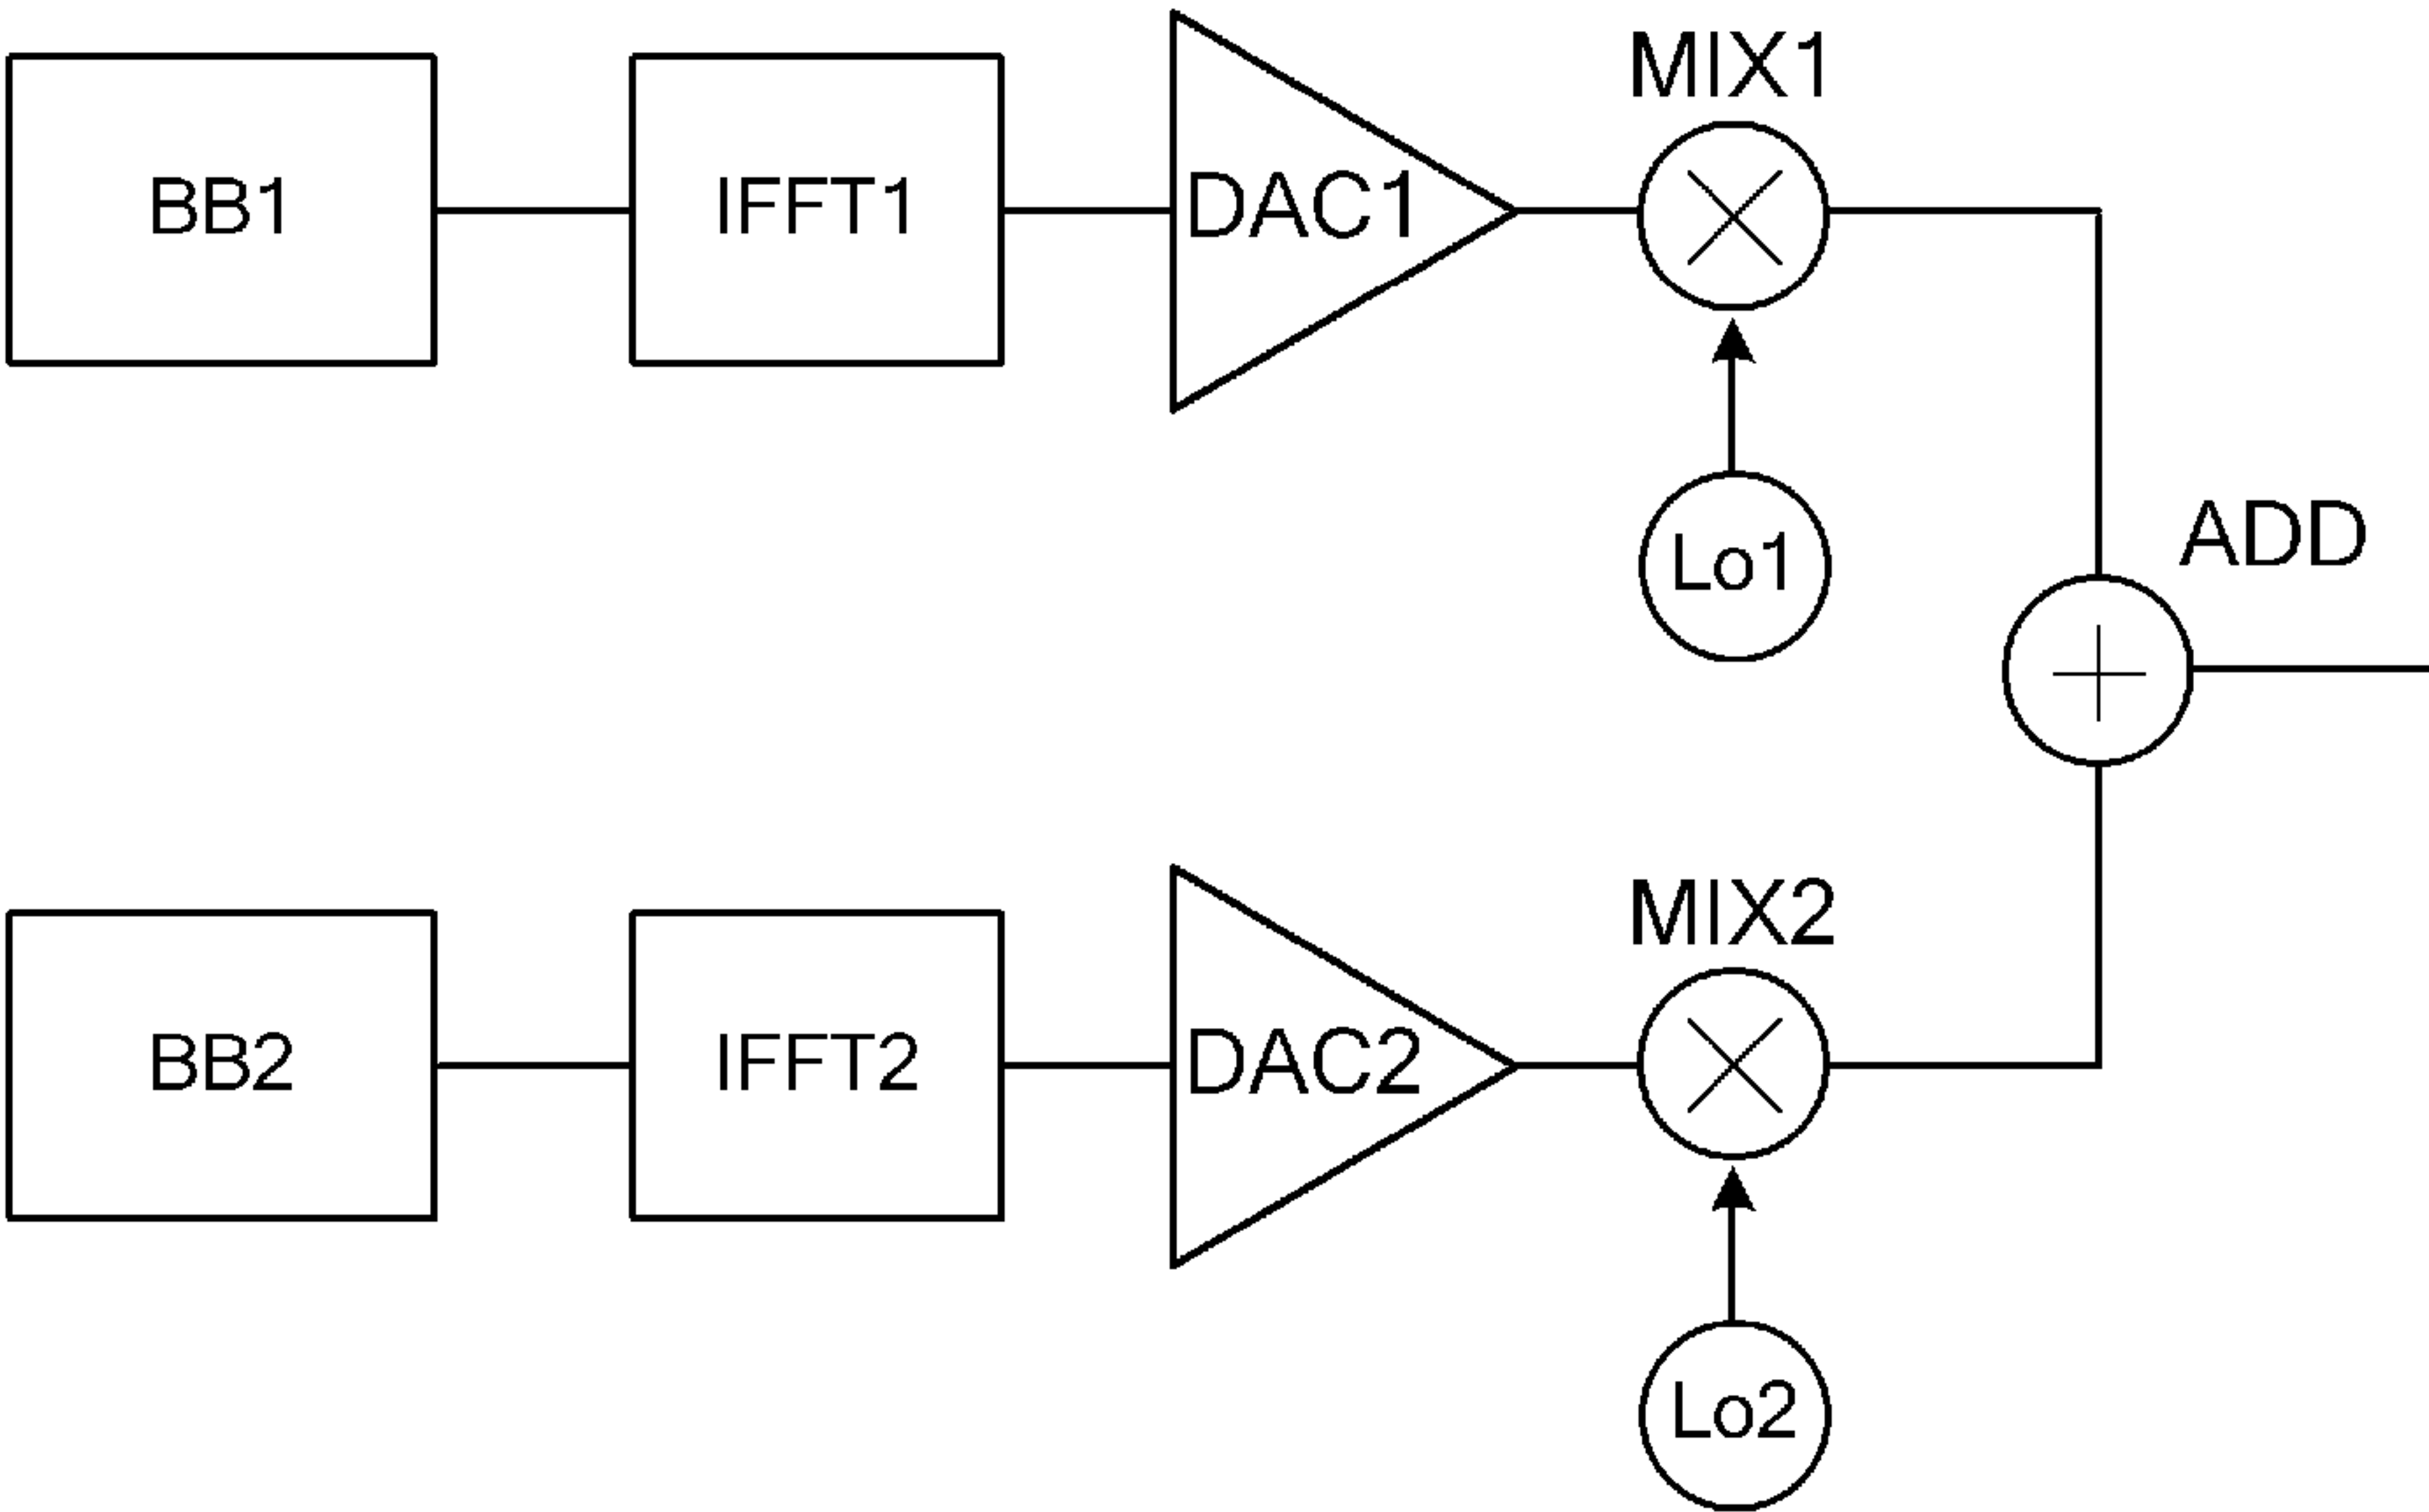 MIX1
BB1
IFFT1
DAC1
Lo1
ADD
MIX2
BB2
IFFT2
DAC2
Lo2